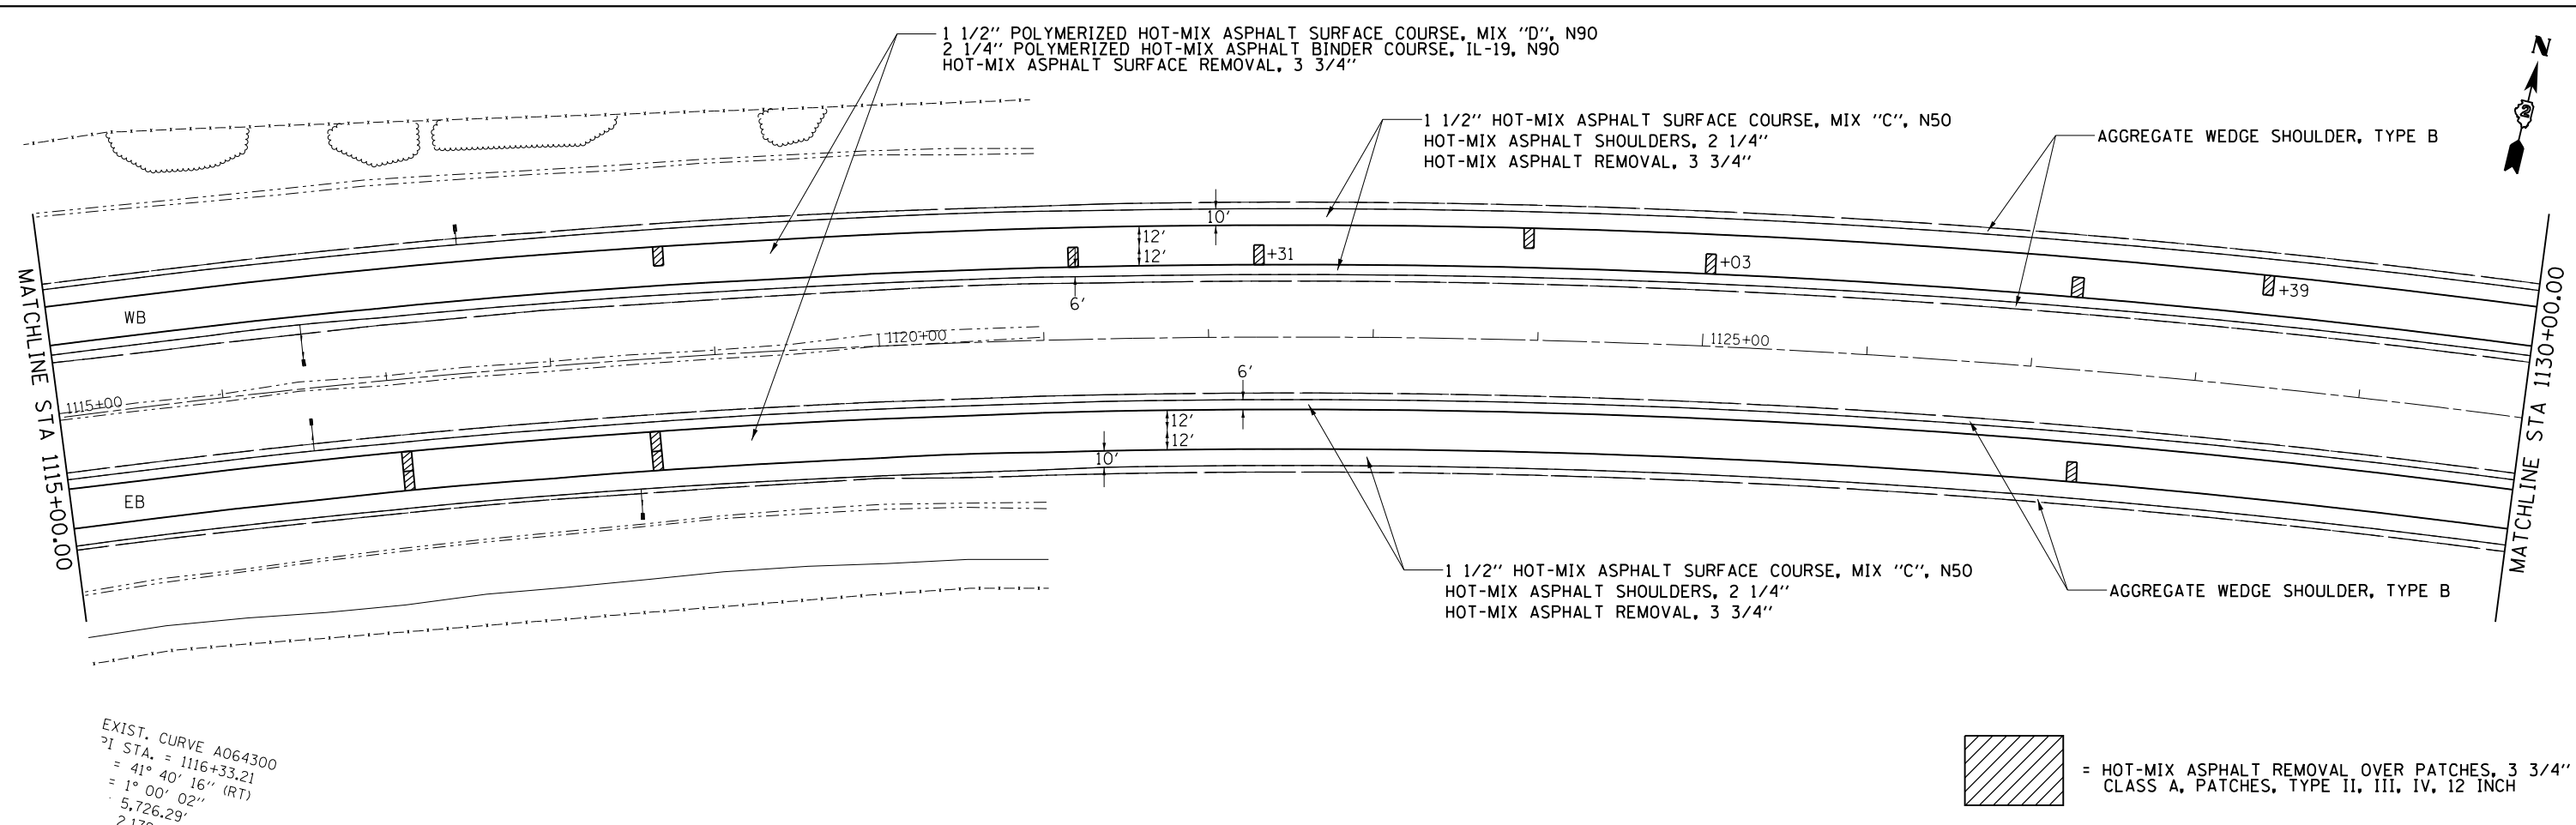 1 1/2" POLYMERIZED HOT-MIX ASPHALT SURFACE COURSE, MIX "D", N90
2 1/4" POLYMERIZED HOT-MIX ASPHALT BINDER COURSE, IL-19, N90
HOT-MIX ASPHALT SURFACE REMOVAL, 3 3/4"
N
29
1 1/2" HOT-MIX ASPHALT SURFACE COURSE, MIX "C", N50
HOT-MIX ASPHALT SHOULDERS, 2 1/4"
HOT-MIX ASPHALT REMOVAL, 3 3/4"
AGGREGATE WEDGE SHOULDER, TYPE B
10'
12'
12'
+31
+03
+39
6'
WB
MATCHLINE STA 1115+00.00
MATCHLINE STA 1130+00.00
1115+00
1120+00
1125+00
6'
12'
12'
10'
EB
1 1/2" HOT-MIX ASPHALT SURFACE COURSE, MIX "C", N50
HOT-MIX ASPHALT SHOULDERS, 2 1/4"
HOT-MIX ASPHALT REMOVAL, 3 3/4"
AGGREGATE WEDGE SHOULDER, TYPE B
EXIST. CURVE A064300
PI STA. = 1116+33.21
= 41° 40' 16" (RT)
= 1° 00' 02"
5,726.29'
= HOT-MIX ASPHALT REMOVAL OVER PATCHES, 3 3/4"
CLASS A, PATCHES, TYPE II, III, IV, 12 INCH